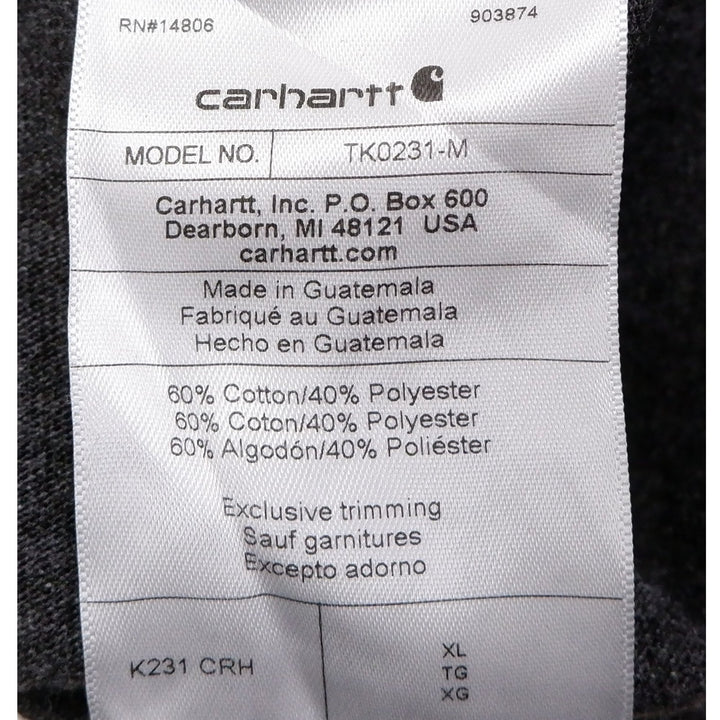 RN#14806
903874
carhartt
MODEL NO. TK0231-M
Carhartt, Inc. P.O. Box 600
Dearborn, MI 48121 USA
carhartt.com
Made in Guatemala
Fabriqué au Guatemala
Hecho en Guatemala
60% Cotton/40% Polyester
60% Coton/40% Polyester
60% Algodón/40% Poliéster
Exclusive trimming
Sauf garnitures
Excepto adorno
K231 CRH
XL
TG
XG